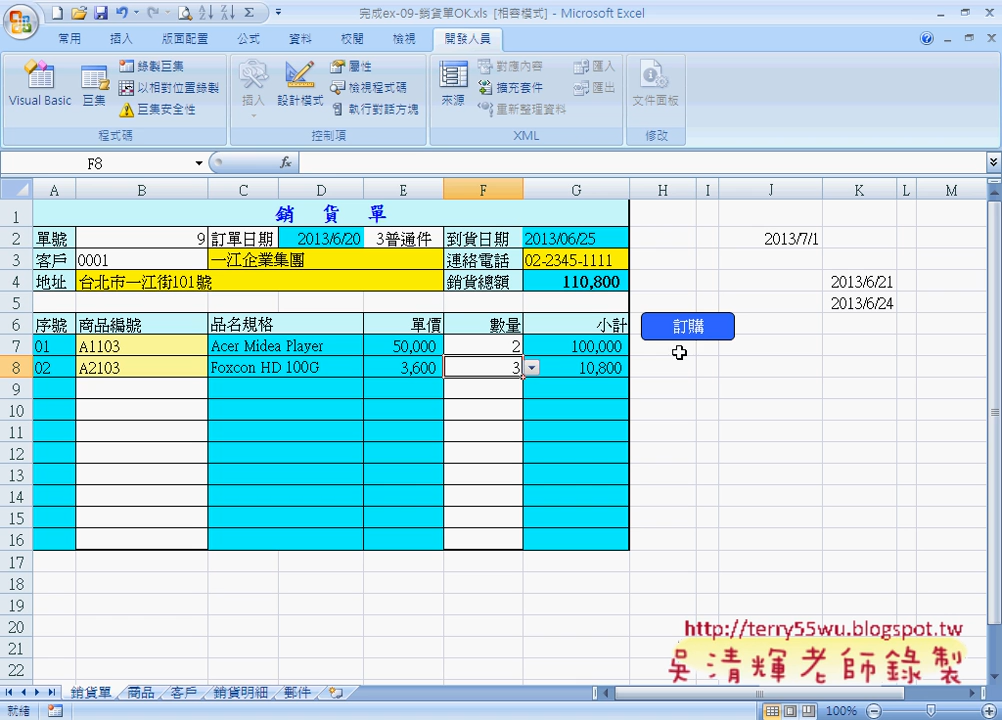 完成ex-09-銷貨單OK.xls [相容模式] - Microsoft Excel
常用 插入 版面配置 公式 資料 校閱 檢視 開發人員
Visual Basic 巨集 錄製巨集 以相對位置錄製 巨集安全性 程式碼
插入 設計模式 屬性 檢視程式碼 執行對話方塊 控制項
來源 對應內容 擴充套件 重新整理資料 匯入 匯出 XML
文件面板 修改
F8 fx
A B C D E F G H I J K L M
1 銷 貨 單
2 單號 9 訂單日期 2013/6/20 3普通件 到貨日期 2013/06/25 2013/7/1
3 客戶 0001 一江企業集團 連絡電話 02-2345-1111
4 地址 台北市一江街101號 銷貨總額 110,800 2013/6/21
5 2013/6/24
6 序號 商品編號 品名規格 單價 數量 小計 訂購
7 01 A1103 Acer Midea Player 50,000 2 100,000
8 02 A2103 Foxcon HD 100G 3,600 3 10,800
9
10
11
12
13
14
15
16
17
18
19
20
21
22
http://terry55wu.blogspot.tw
吳清輝老師錄製
銷貨單 商品 客戶 銷貨明細 郵件
就緒 100%